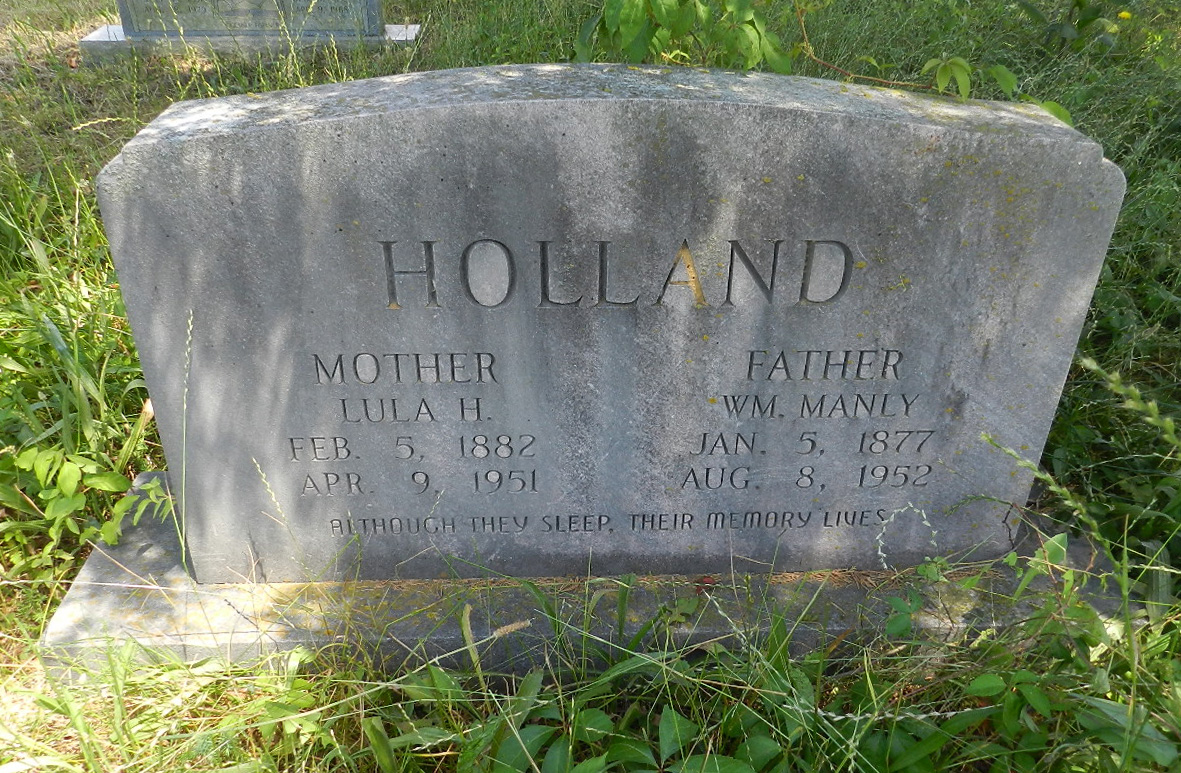 HOLLAND
MOTHER
LULA H.
FEB. 5, 1882
APR. 9, 1951
FATHER
WM. MANLY
JAN. 5, 1877
AUG. 8, 1952
ALTHOUGH THEY SLEEP, THEIR MEMORY LIVES